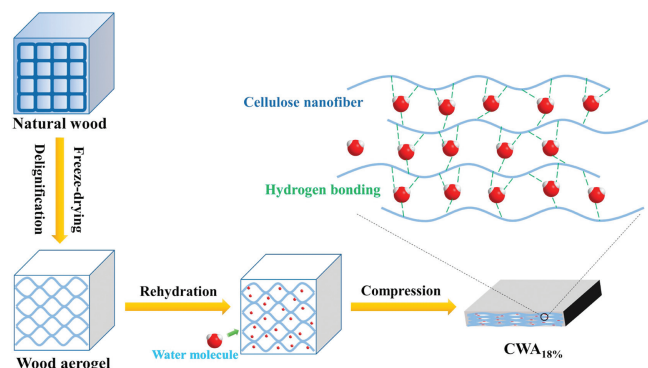 Natural wood
Delignification
Freeze-drying
Wood aerogel
Rehydration
Water molecule
Compression
CWA18%
Cellulose nanofiber
Hydrogen bonding